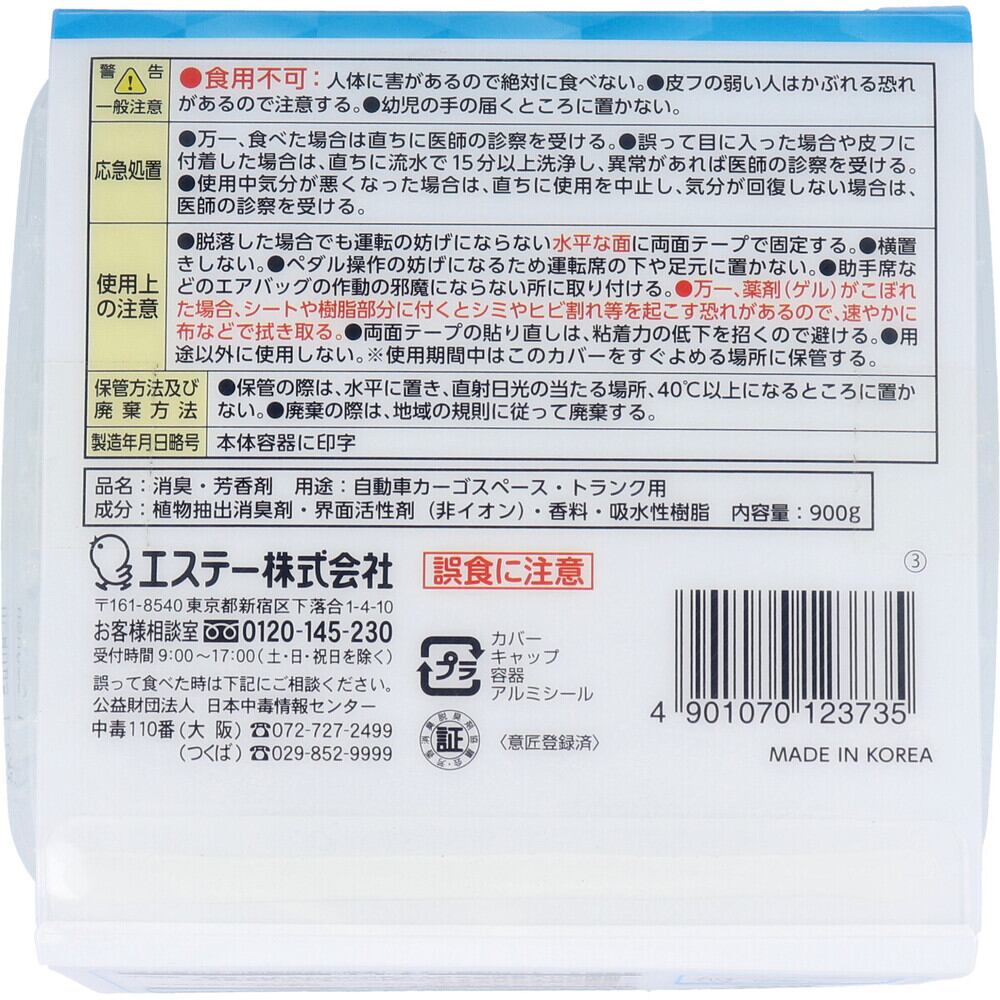 警告
一般注意
●食用不可：人体に害があるので絶対に食べない。●皮フの弱い人はかぶれる恐れ
があるので注意する。●幼児の手の届くところに置かない。
応急処置
●万一、食べた場合は直ちに医師の診察を受ける。●誤って目に入った場合や皮フに
付着した場合は、直ちに流水で15分以上洗浄し、異常があれば医師の診察を受ける。
●使用中気分が悪くなった場合は、直ちに使用を中止し、気分が回復しない場合は、
医師の診察を受ける。
使用上
の注意
●脱落した場合でも運転の妨げにならない水平な面に両面テープで固定する。●横置
きしない。●ペダル操作の妨げになるため運転席の下や足元に置かない。●助手席な
どのエアバッグの作動の邪魔にならない所に取り付ける。●万一、薬剤（ゲル）がこぼれ
た場合、シートや樹脂部分に付くとシミやヒビ割れ等を起こす恐れがあるので、速やかに
布などで拭き取る。●両面テープの貼り直しは、粘着力の低下を招くので避ける。●用
途以外に使用しない。※使用期間中はこのカバーをすぐよめる場所に保管する。
保管方法及び
廃棄方法
●保管の際は、水平に置き、直射日光の当たる場所、40℃以上になるところに置か
ない。●廃棄の際は、地域の規則に従って廃棄する。
製造年月日略号
本体容器に印字
品名：消臭・芳香剤　用途：自動車カーゴスペース・トランク用
成分：植物抽出消臭剤・界面活性剤（非イオン）・香料・吸水性樹脂　内容量：900g
エステー株式会社
誤食に注意
③
〒161-8540 東京都新宿区下落合1-4-10
お客様相談室 0120-145-230
受付時間 9:00～17:00（土・日・祝日を除く）
誤って食べた時は下記にご相談ください。
公益財団法人 日本中毒情報センター
中毒110番（大 阪）☎072-727-2499
（つくば）☎029-852-9999
プラ
カバー
キャップ
容器
アルミシール
証
〈意匠登録済〉
4 901070 123735
MADE IN KOREA